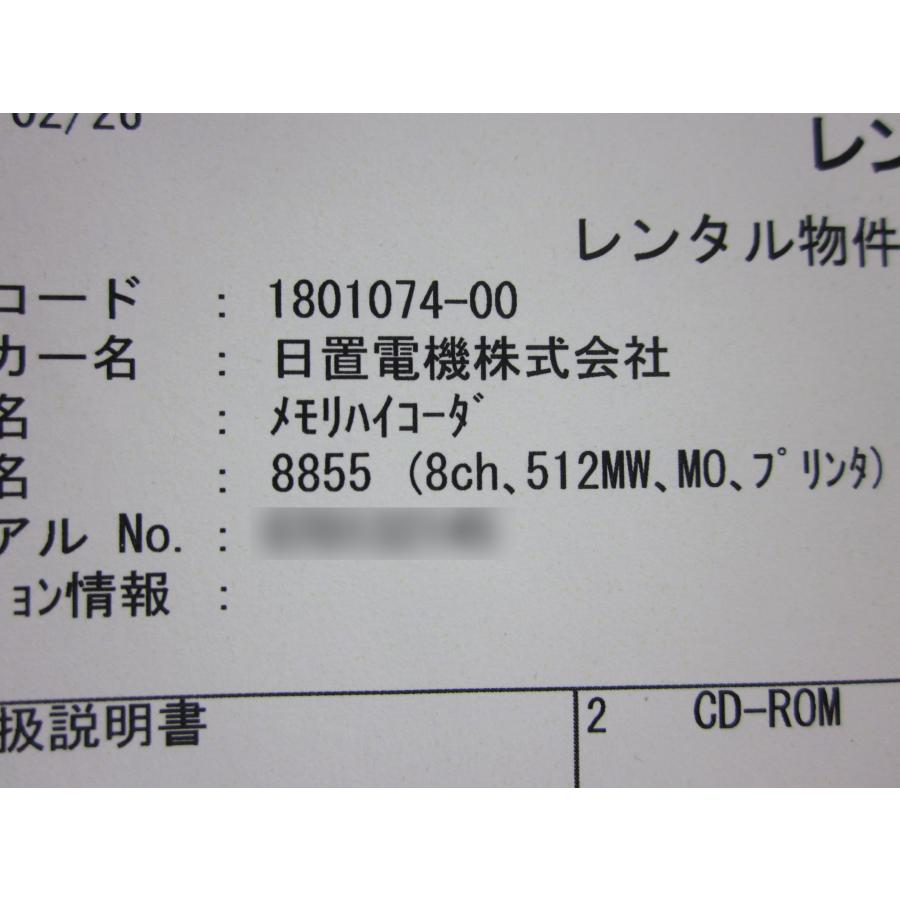 02/26
レン
レンタル物件
コード : 1801074-00
カー名 : 日置電機株式会社
名 : ﾒﾓﾘﾊｲｺｰﾀﾞ
名 : 8855 (8ch､512MW､MO､ﾌﾟﾘﾝﾀ)
アル No. :
ｮﾝ情報 :
扱説明書 2 CD-ROM